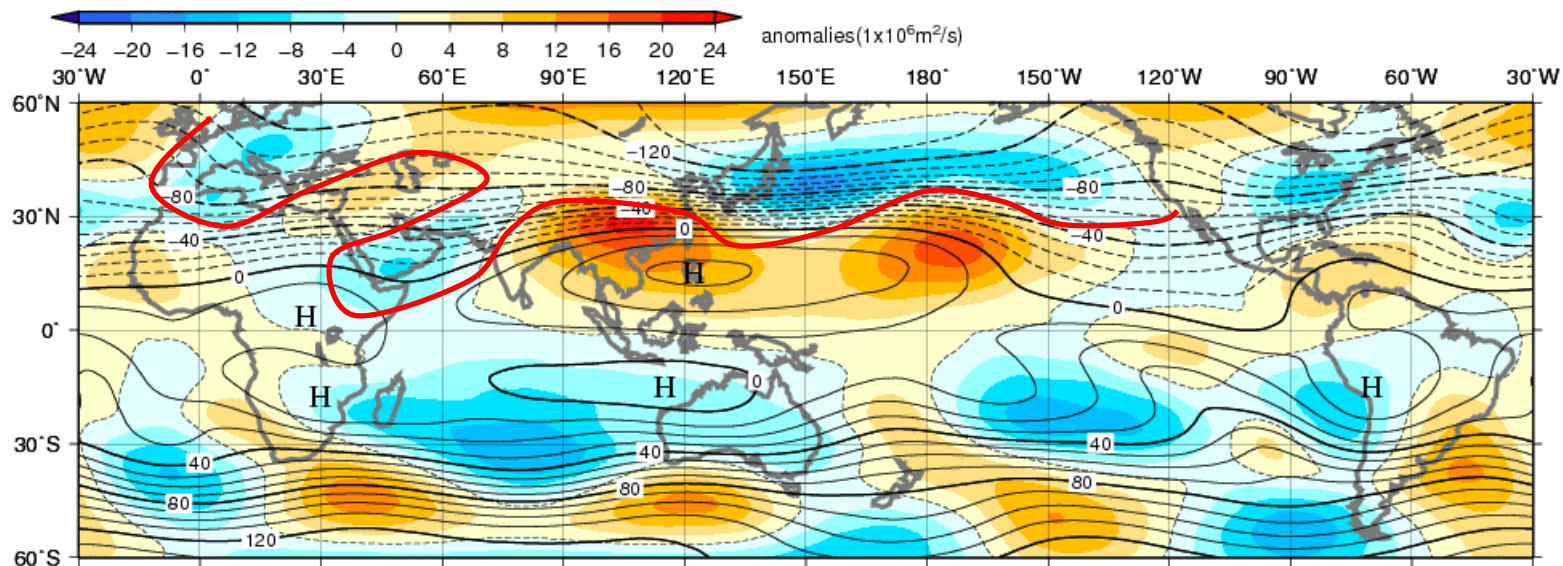 −24 −20 −16 −12 −8 −4 0 4 8 12 16 20 24
anomalies(1x10⁶m²/s)
30°W 0° 30°E 60°E 90°E 120°E 150°E 180° 150°W 120°W 90°W 60°W 30°W
60°N
−120
−80 −80 −80
30°N
−40 −40 0 −40
0 H
0
H
0°
H H 0 H
30°S
40 40 40
80 80 80
120
60°S